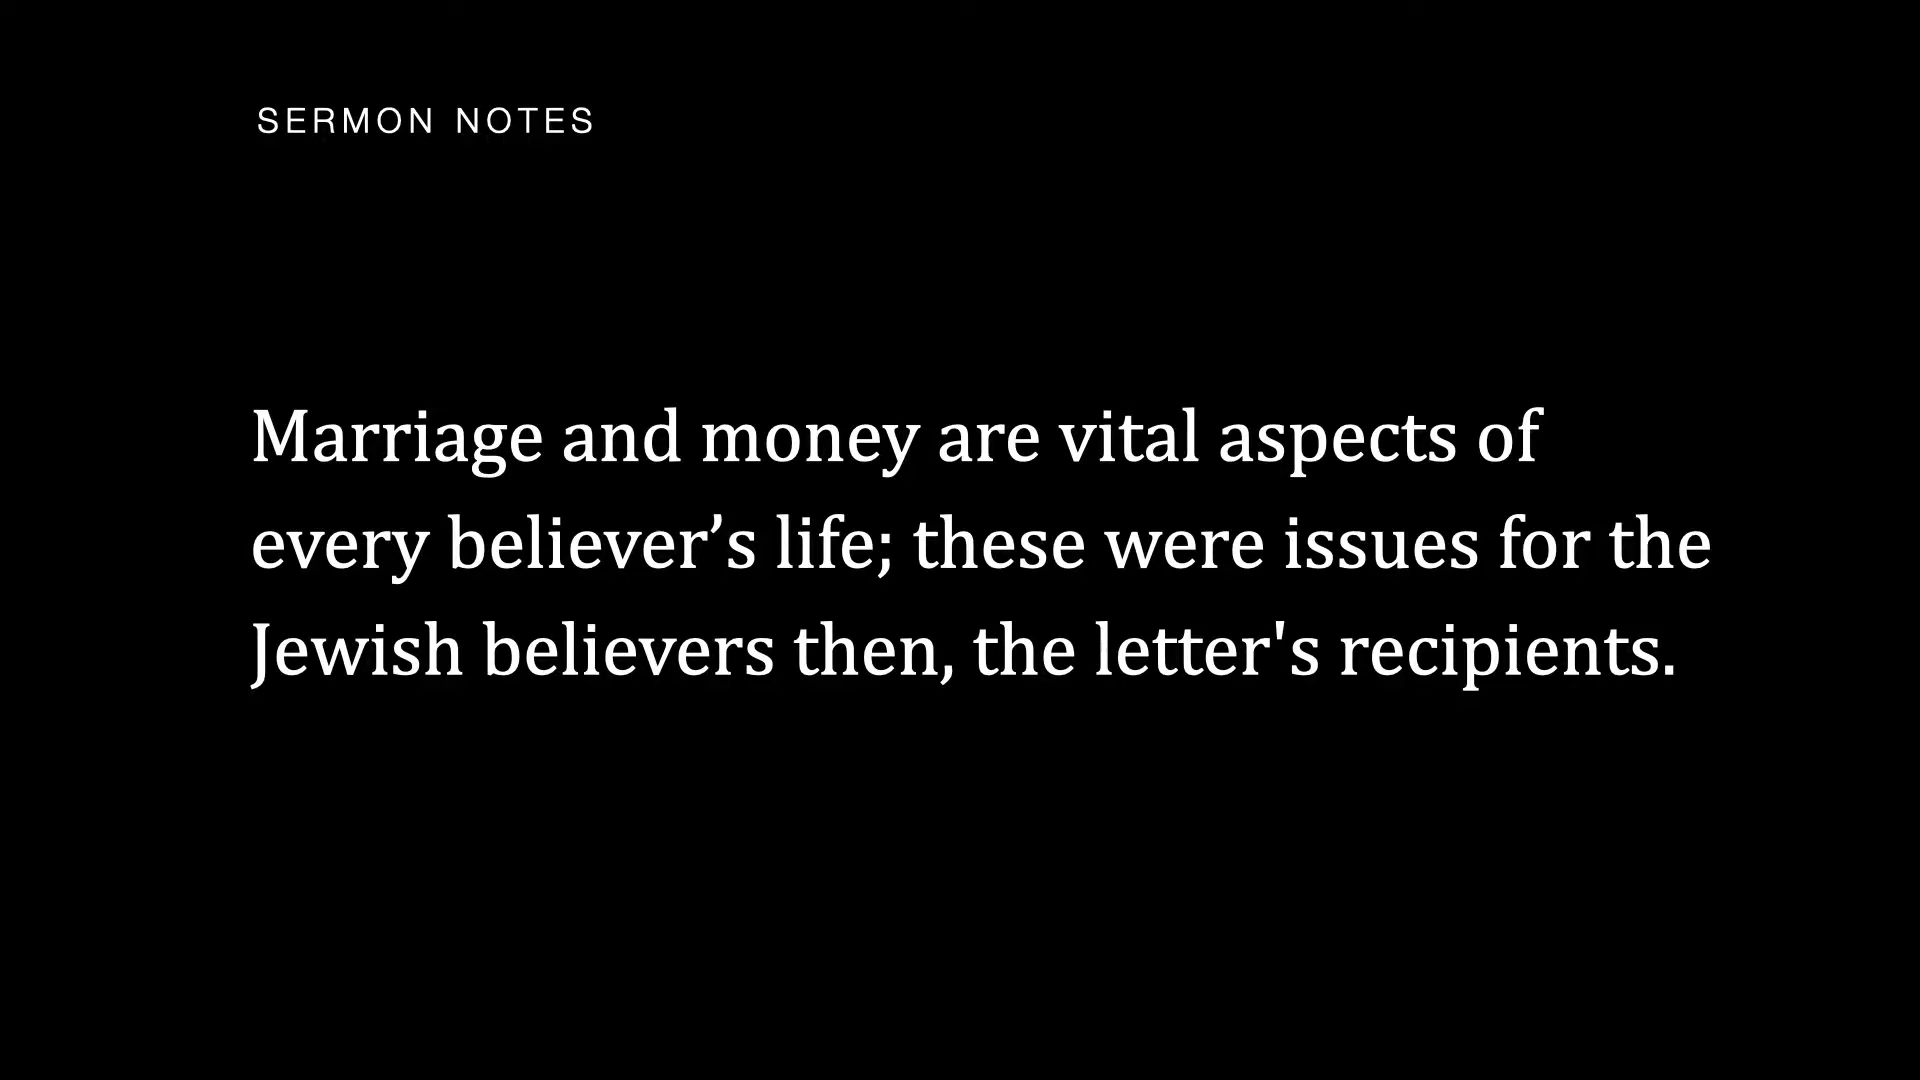 SERMON NOTES
Marriage and money are vital aspects of
every believer’s life; these were issues for the
Jewish believers then, the letter's recipients.